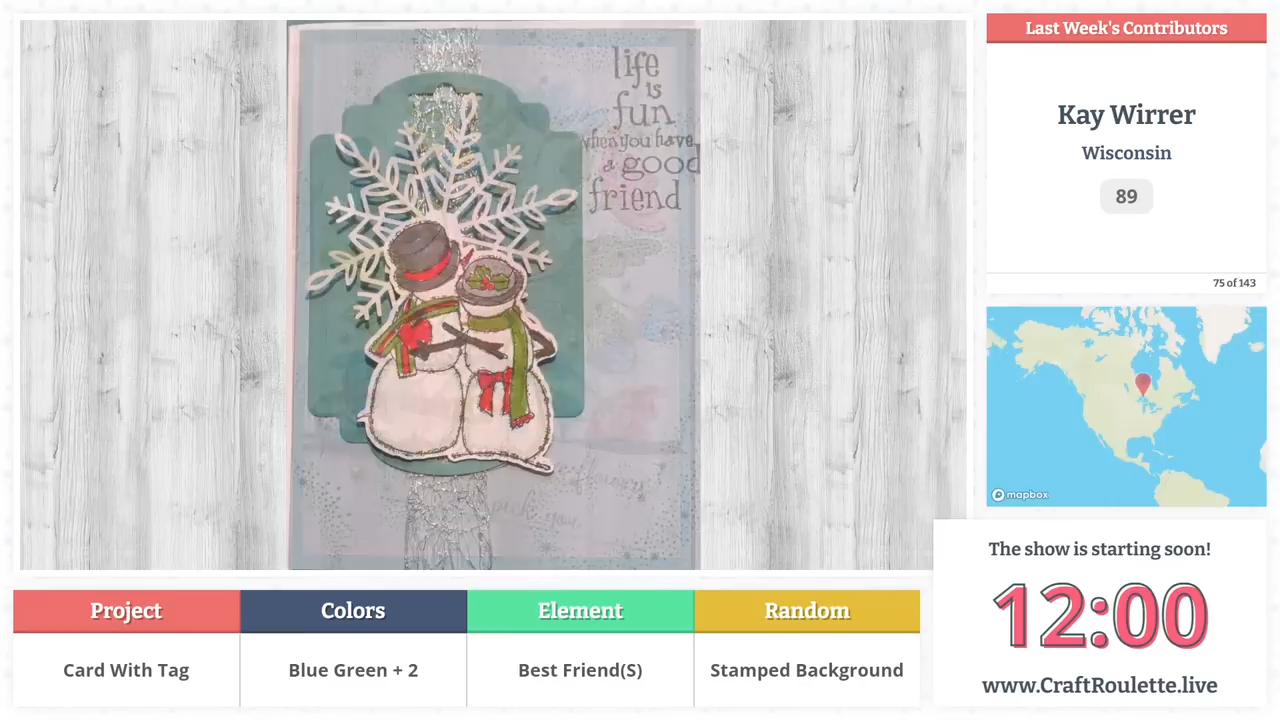 Last Week's Contributors
life
is
fun
when you have
a good
friend
Kay Wirrer
Wisconsin
89
75 of 143
mapbox
The show is starting soon!
12:00
www.CraftRoulette.live
Project
Colors
Element
Random
Card With Tag
Blue Green + 2
Best Friend(S)
Stamped Background